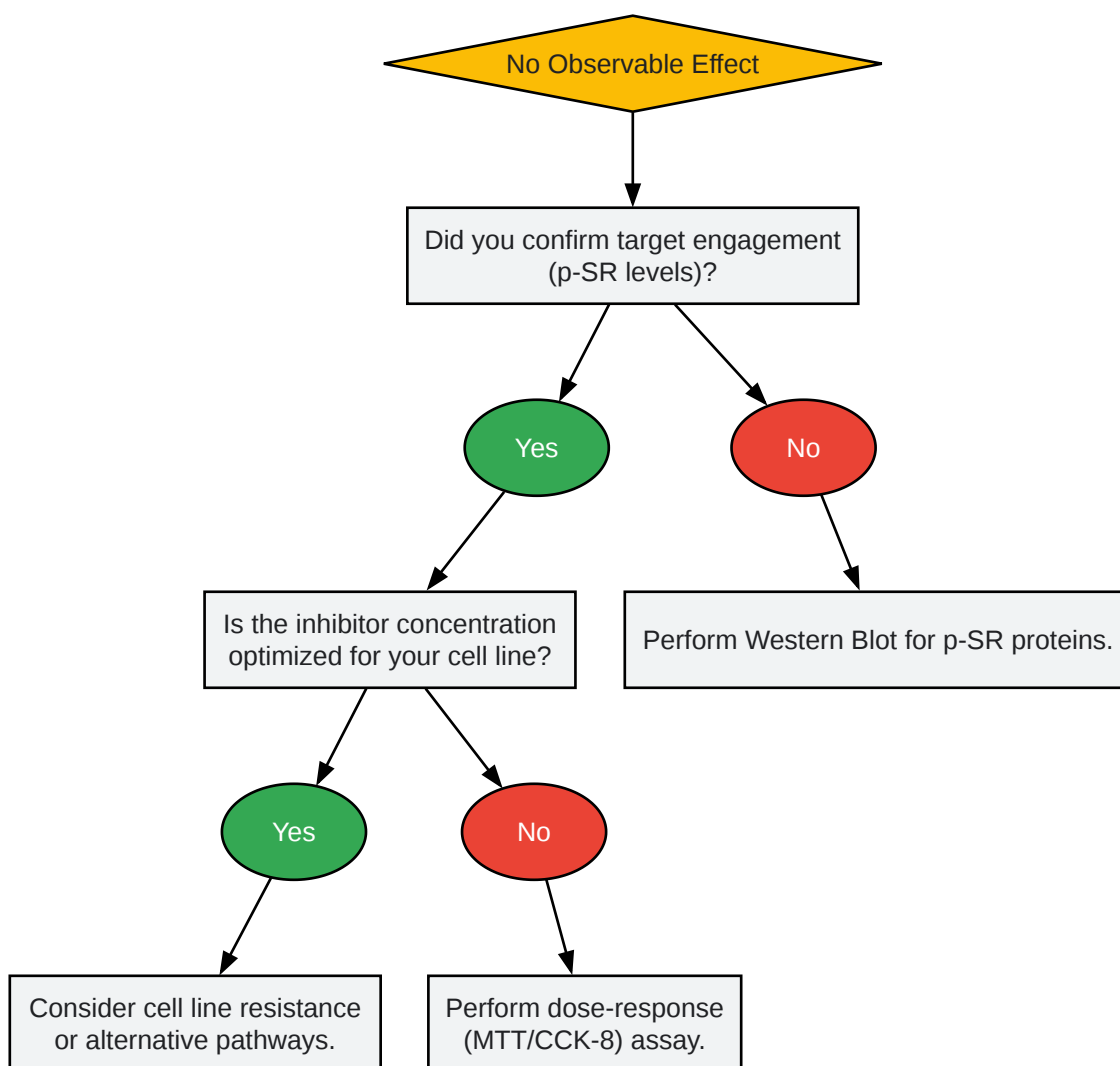 No Observable Effect
Did you confirm target engagement
(p-SR levels)?
Yes
No
Is the inhibitor concentration
optimized for your cell line?
Perform Western Blot for p-SR proteins.
Yes
No
Consider cell line resistance
or alternative pathways.
Perform dose-response
(MTT/CCK-8) assay.